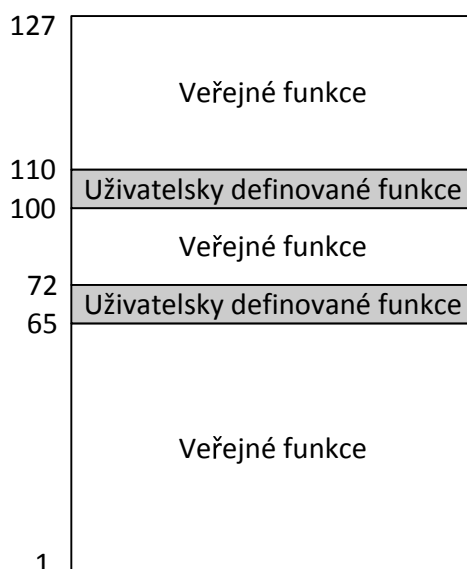 127
Veřejné funkce
110
Uživatelsky definované funkce
100
Veřejné funkce
72
Uživatelsky definované funkce
65
Veřejné funkce
1